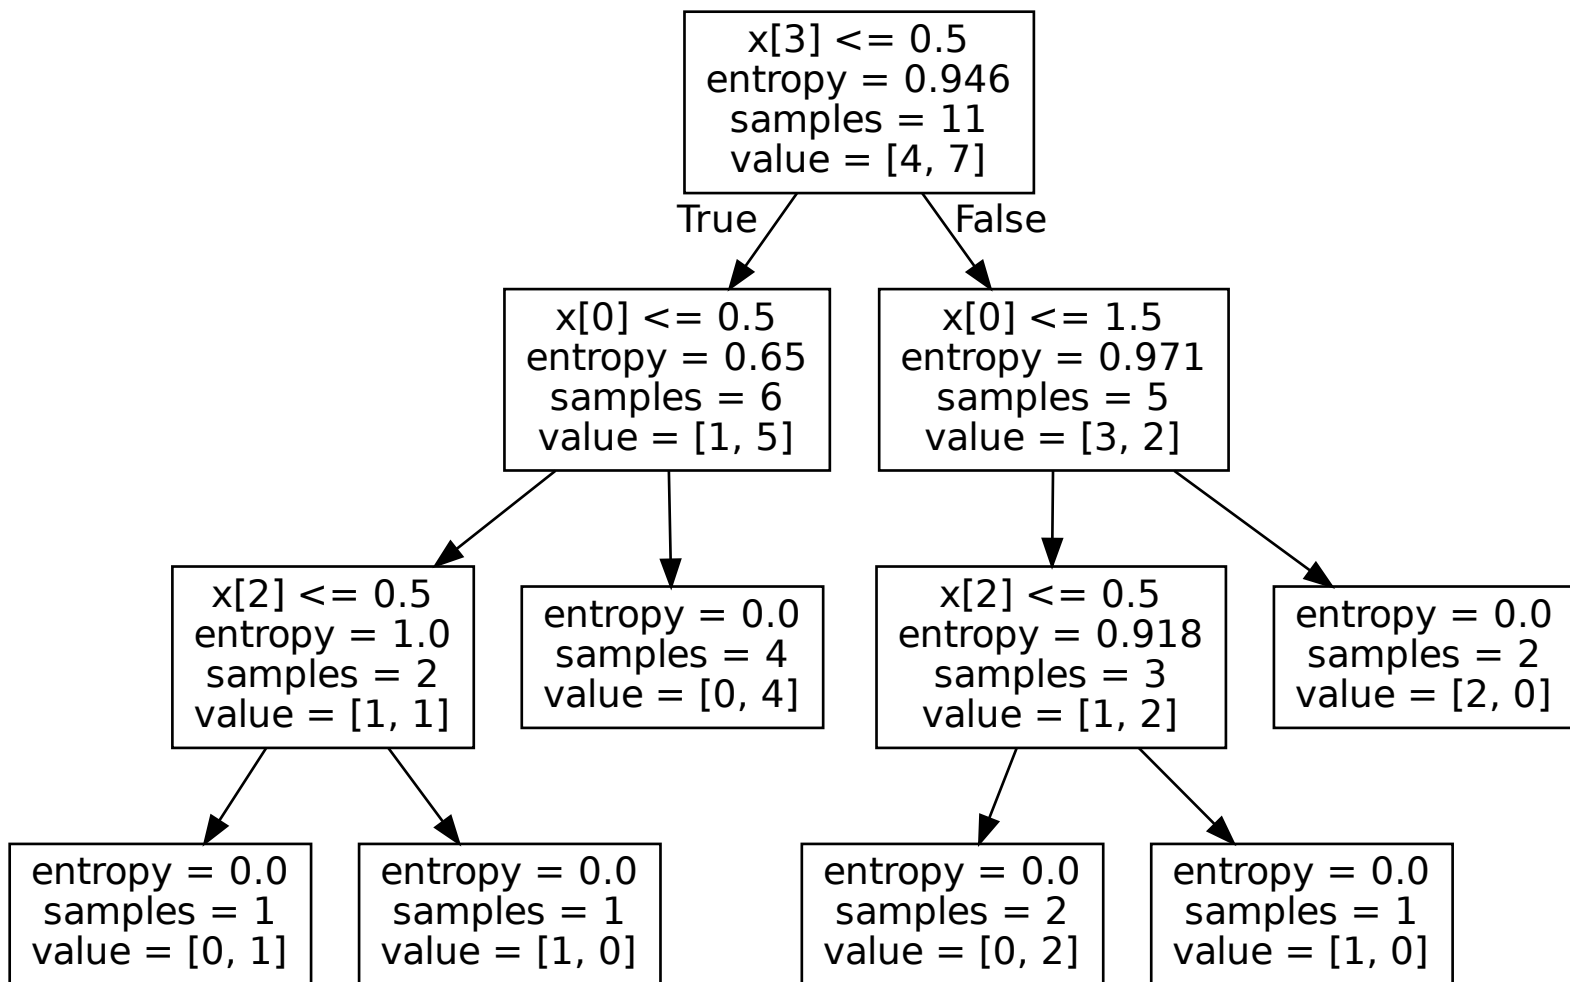 x[3] <= 0.5
entropy = 0.946
samples = 11
value = [4, 7]
True
False
x[0] <= 0.5
entropy = 0.65
samples = 6
value = [1, 5]
x[0] <= 1.5
entropy = 0.971
samples = 5
value = [3, 2]
x[2] <= 0.5
entropy = 1.0
samples = 2
value = [1, 1]
entropy = 0.0
samples = 4
value = [0, 4]
x[2] <= 0.5
entropy = 0.918
samples = 3
value = [1, 2]
entropy = 0.0
samples = 2
value = [2, 0]
entropy = 0.0
samples = 1
value = [0, 1]
entropy = 0.0
samples = 1
value = [1, 0]
entropy = 0.0
samples = 2
value = [0, 2]
entropy = 0.0
samples = 1
value = [1, 0]